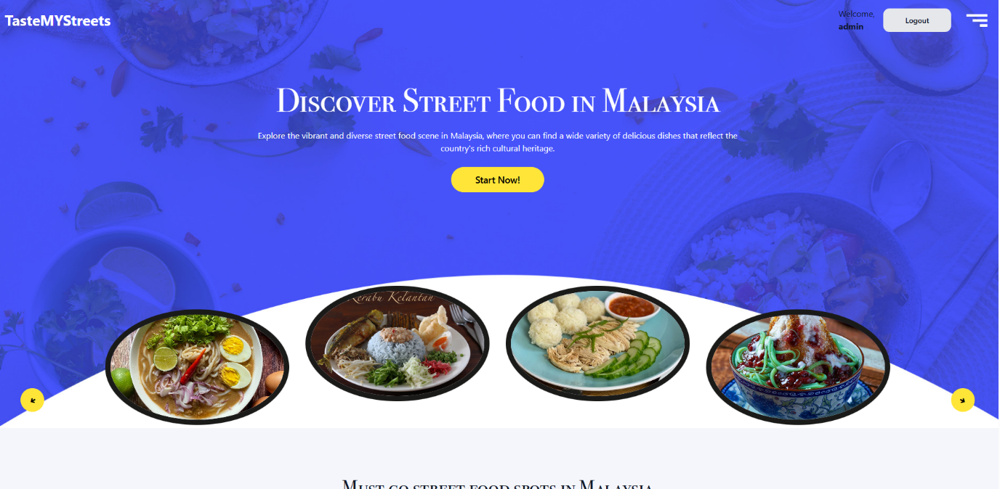 TasteMYStreets
Welcome,
admin
Logout
Discover Street Food in Malaysia
Explore the vibrant and diverse street food scene in Malaysia, where you can find a wide variety of delicious dishes that reflect the
country's rich cultural heritage.
Start Now!
Kerabu Kelantan
Must go street food spots in Malaysia